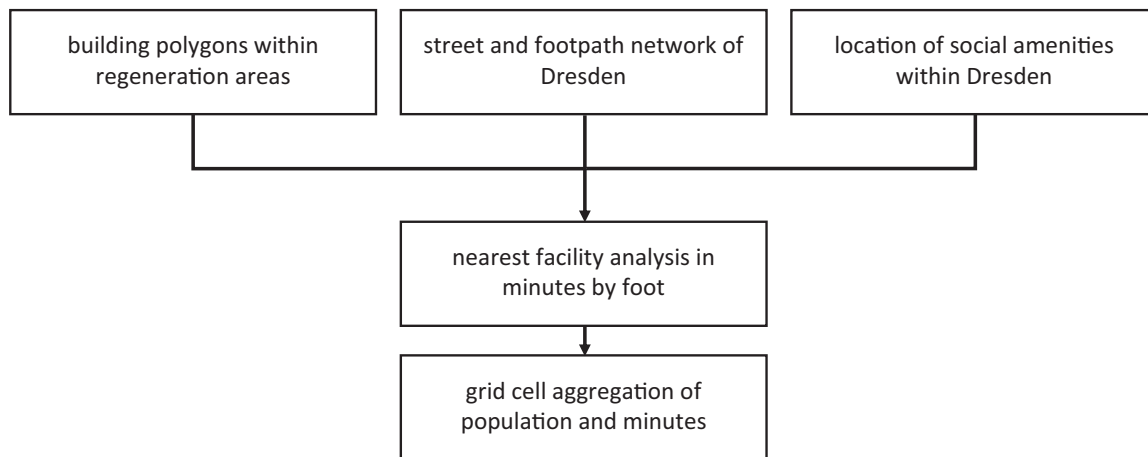 building polygons within
regeneration areas
street and footpath network of
Dresden
location of social amenities
within Dresden
nearest facility analysis in
minutes by foot
grid cell aggregation of
population and minutes